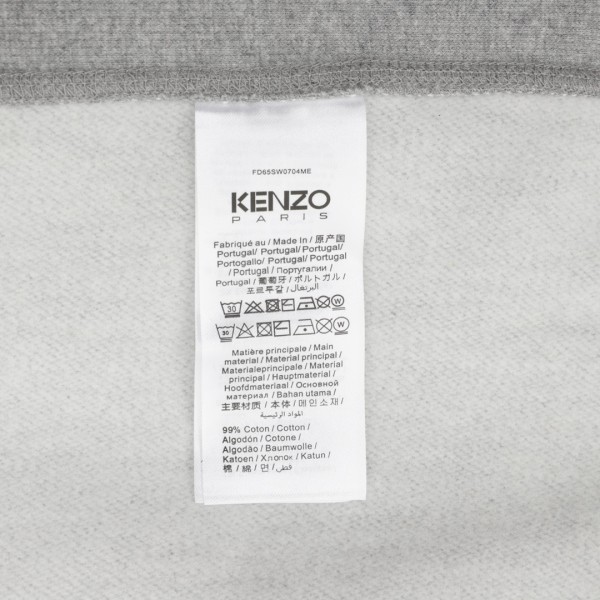 FD65SW0704ME
KENZO
PARIS
Fabriqué au / Made In / 原产国
Portugal/ Portugal/ Portugal/
Portogallo/ Portugal/ Portugal
/ Portugal / Португалии /
Portugal / 葡萄牙 / ポルトガル /
포르투갈 / البرتغال
30 W
30 W
Matière principale / Main
material / Material principal /
Materialeprincipale / Material
principal / Hauptmaterial /
Hoofdmateriaal / Основной
материал / Bahan utama /
主要材质 / 本体 / 메인소재 /
المواد الرئيسية
99% Coton / Cotton /
Algodón / Cotone /
Algodão / Baumwolle /
Katoen / Хлопок / Katun /
棉 / 綿 / 면 / قطن